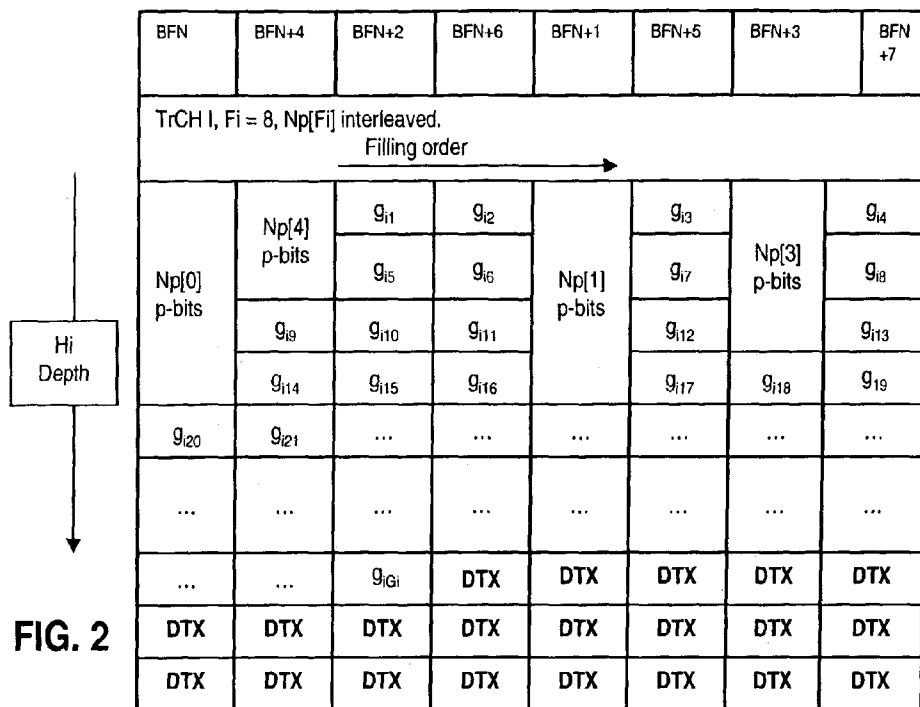 BFN BFN+4 BFN+2 BFN+6 BFN+1 BFN+5 BFN+3 BFN +7
TrCH I, Fi = 8, Np[Fi] interleaved.
Filling order
Np[0] p-bits Np[4] p-bits gi1 gi2 Np[1] p-bits gi3 Np[3] p-bits gi4
gi5 gi6 gi7 gi8
gi9 gi10 gi11 gi12 gi13
Hi Depth
gi14 gi15 gi16 gi17 gi18 g19
gi20 gi21 ... ... ... ... ... ...
... ... ... ... ... ... ... ...
... ... giGi DTX DTX DTX DTX DTX
FIG. 2
DTX DTX DTX DTX DTX DTX DTX DTX
DTX DTX DTX DTX DTX DTX DTX DTX